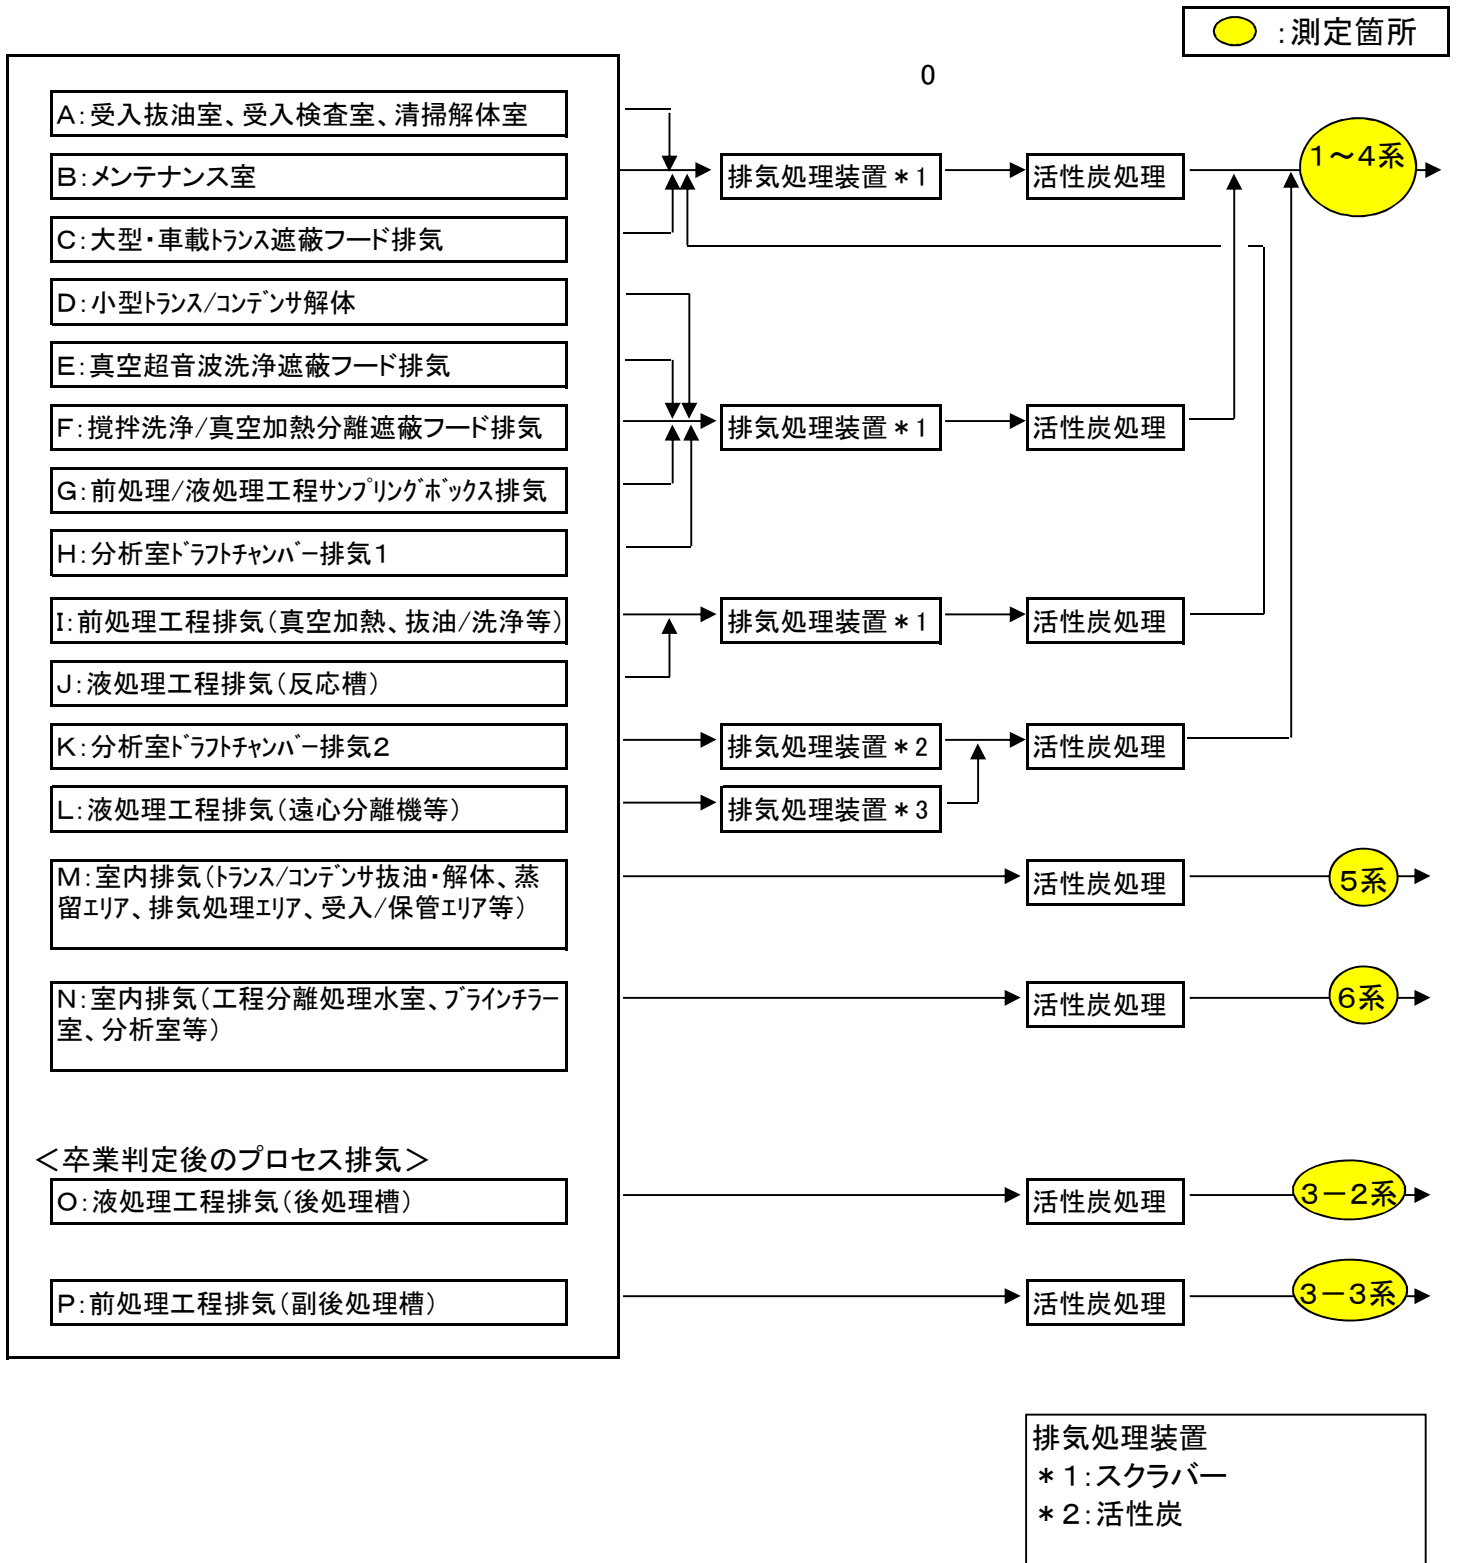 ：測定箇所
0
A：受入抜油室、受入検査室、清掃解体室
B：メンテナンス室
排気処理装置＊1
活性炭処理
1～4系
C：大型・車載トランス遮蔽フード排気
D：小型ﾄﾗﾝｽ/ｺﾝﾃﾞﾝｻ解体
E：真空超音波洗浄遮蔽フード排気
F：撹拌洗浄/真空加熱分離遮蔽フード排気
排気処理装置＊1
活性炭処理
G：前処理/液処理工程ｻﾝﾌﾟﾘﾝｸﾞﾎﾞｯｸｽ排気
H：分析室ﾄﾞﾗﾌﾄﾁｬﾝﾊﾞｰ排気1
I：前処理工程排気（真空加熱、抜油/洗浄等）
排気処理装置＊1
活性炭処理
J：液処理工程排気（反応槽）
K：分析室ﾄﾞﾗﾌﾄﾁｬﾝﾊﾞｰ排気2
排気処理装置＊2
活性炭処理
L：液処理工程排気（遠心分離機等）
排気処理装置＊3
M：室内排気（ﾄﾗﾝｽ/ｺﾝﾃﾞﾝｻ抜油・解体、蒸
留ｴﾘｱ、排気処理ｴﾘｱ、受入/保管ｴﾘｱ等）
活性炭処理
5系
N：室内排気（工程分離処理水室、ﾌﾞﾗｲﾝﾁﾗｰ
室、分析室等）
活性炭処理
6系
＜卒業判定後のプロセス排気＞
O：液処理工程排気（後処理槽）
活性炭処理
3－2系
P：前処理工程排気（副後処理槽）
活性炭処理
3－3系
排気処理装置
＊1：スクラバー
＊2：活性炭